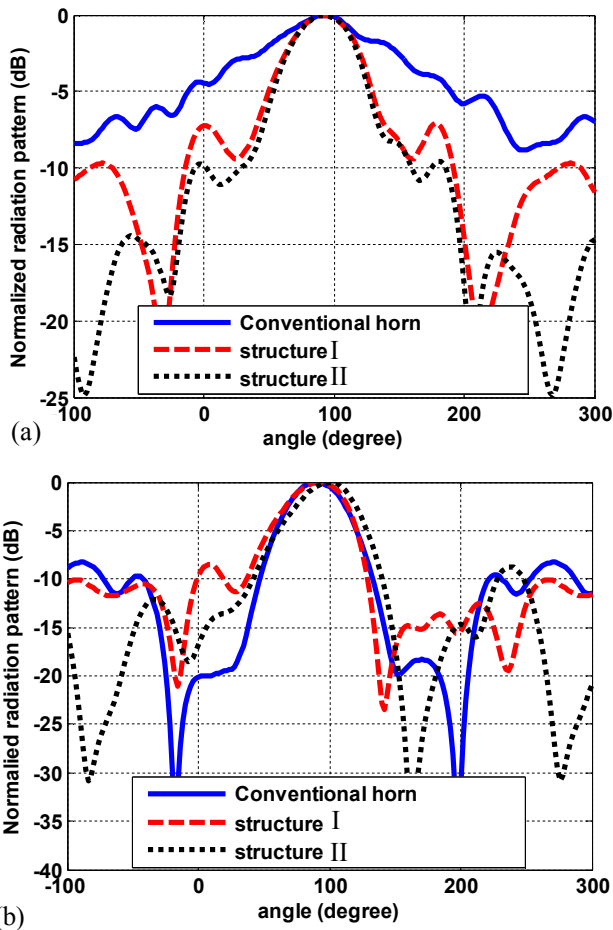 Normalized radiation pattern (dB)
0
-5
-10
-15
-20
-25
Conventional horn
structure I
structure II
100 0 100 200 300
angle (degree)
(a)
Normalied radiation pattern (dB)
0
-5
-10
-15
-20
-25
-30
-35
-40
Conventional horn
structure I
structure II
-100 0 100 200 300
angle (degree)
(b)